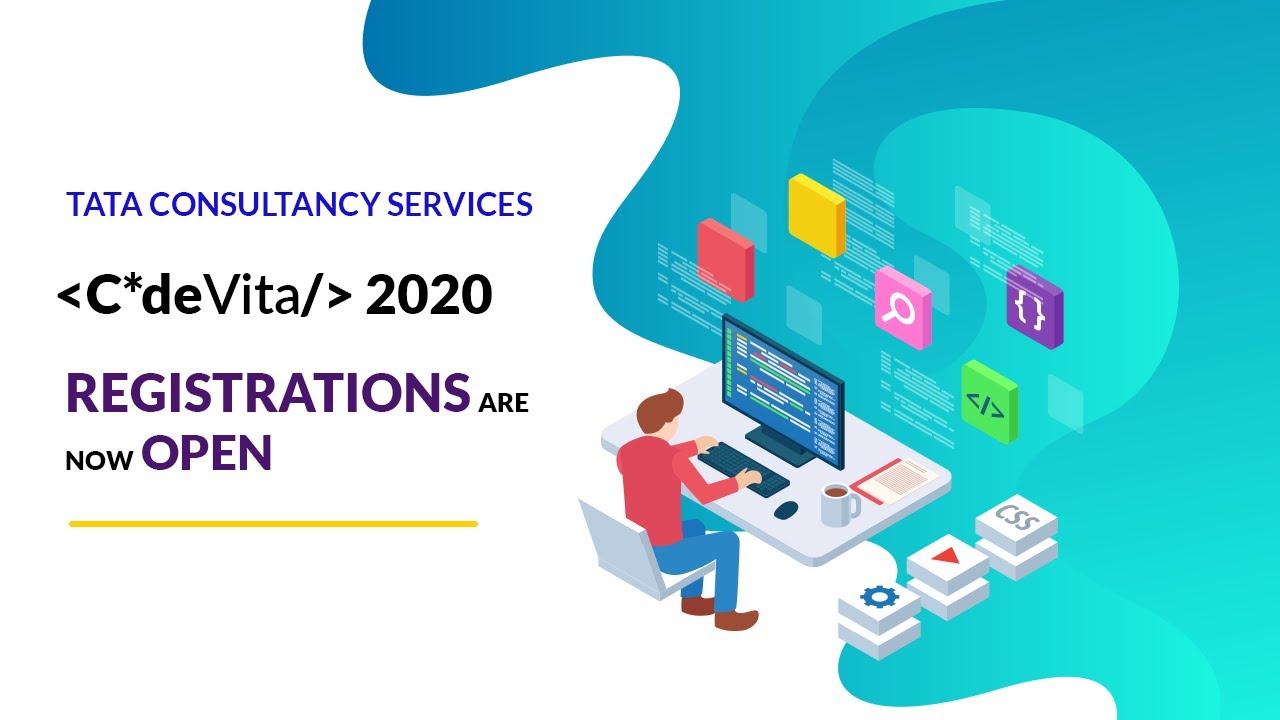 TATA CONSULTANCY SERVICES
<C*deVita/> 2020
REGISTRATIONS ARE
NOW OPEN
{}
</>
CSS